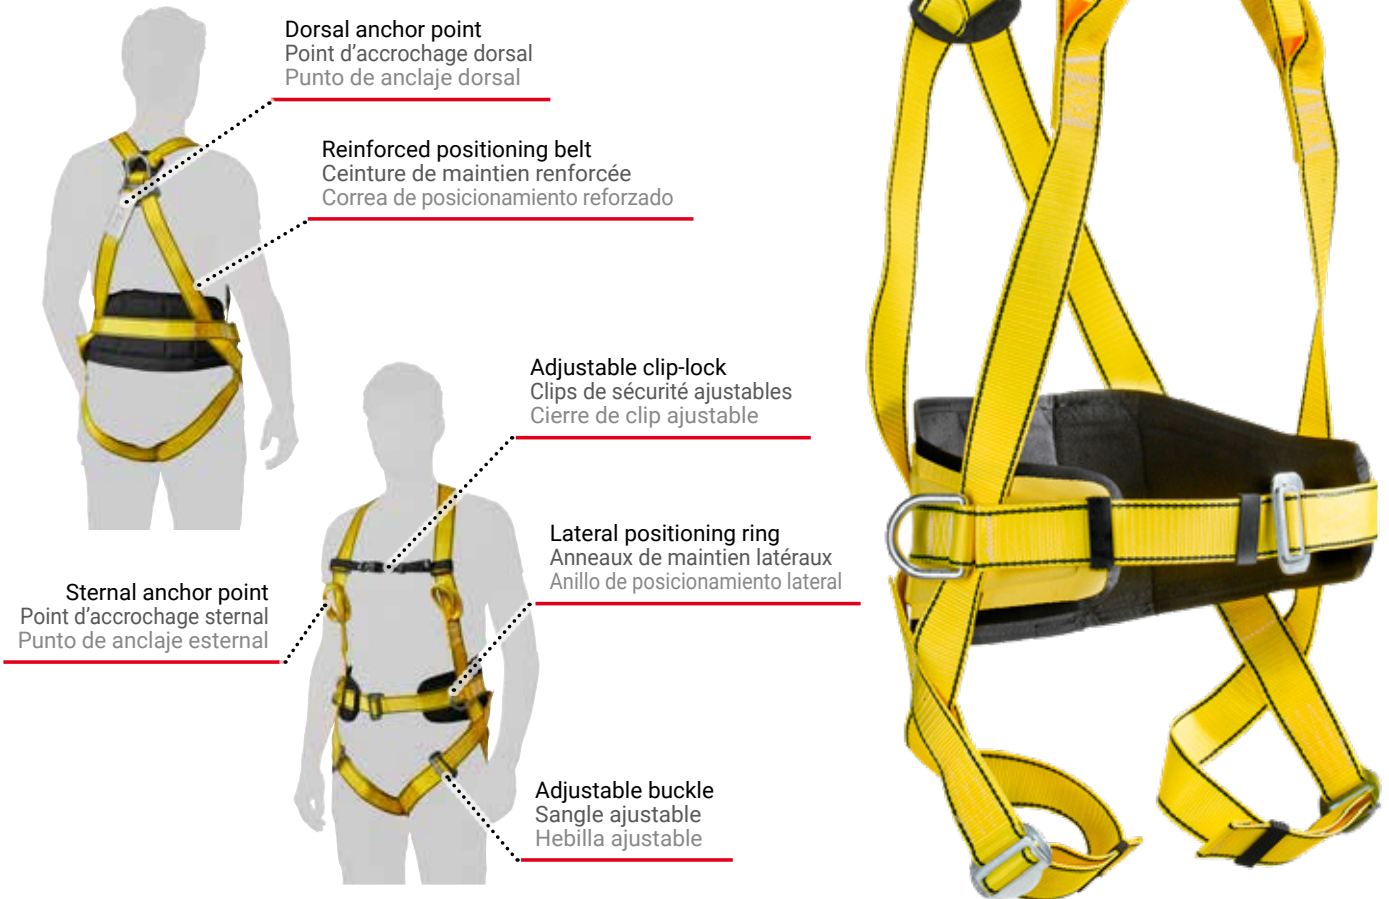 Dorsal anchor point
Point d'accrochage dorsal
Punto de anclaje dorsal
Reinforced positioning belt
Ceinture de maintien renforcée
Correa de posicionamiento reforzado
Adjustable clip-lock
Clips de sécurité ajustables
Cierre de clip ajustable
Lateral positioning ring
Anneaux de maintien latéraux
Anillo de posicionamiento lateral
Sternal anchor point
Point d'accrochage sternal
Punto de anclaje esternal
Adjustable buckle
Sangle ajustable
Hebilla ajustable